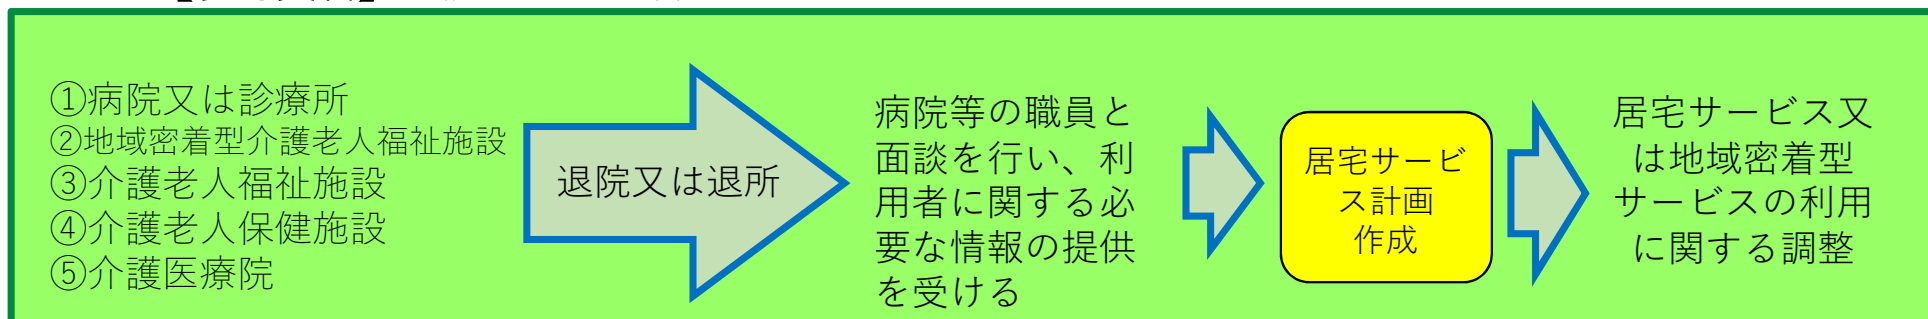 ①病院又は診療所
②地域密着型介護老人福祉施設
③介護老人福祉施設
④介護老人保健施設
⑤介護医療院
退院又は退所
病院等の職員と
面談を行い、利
用者に関する必
要な情報の提供
を受ける
居宅サービ
ス計画
作成
居宅サービス又
は地域密着型
サービスの利用
に関する調整